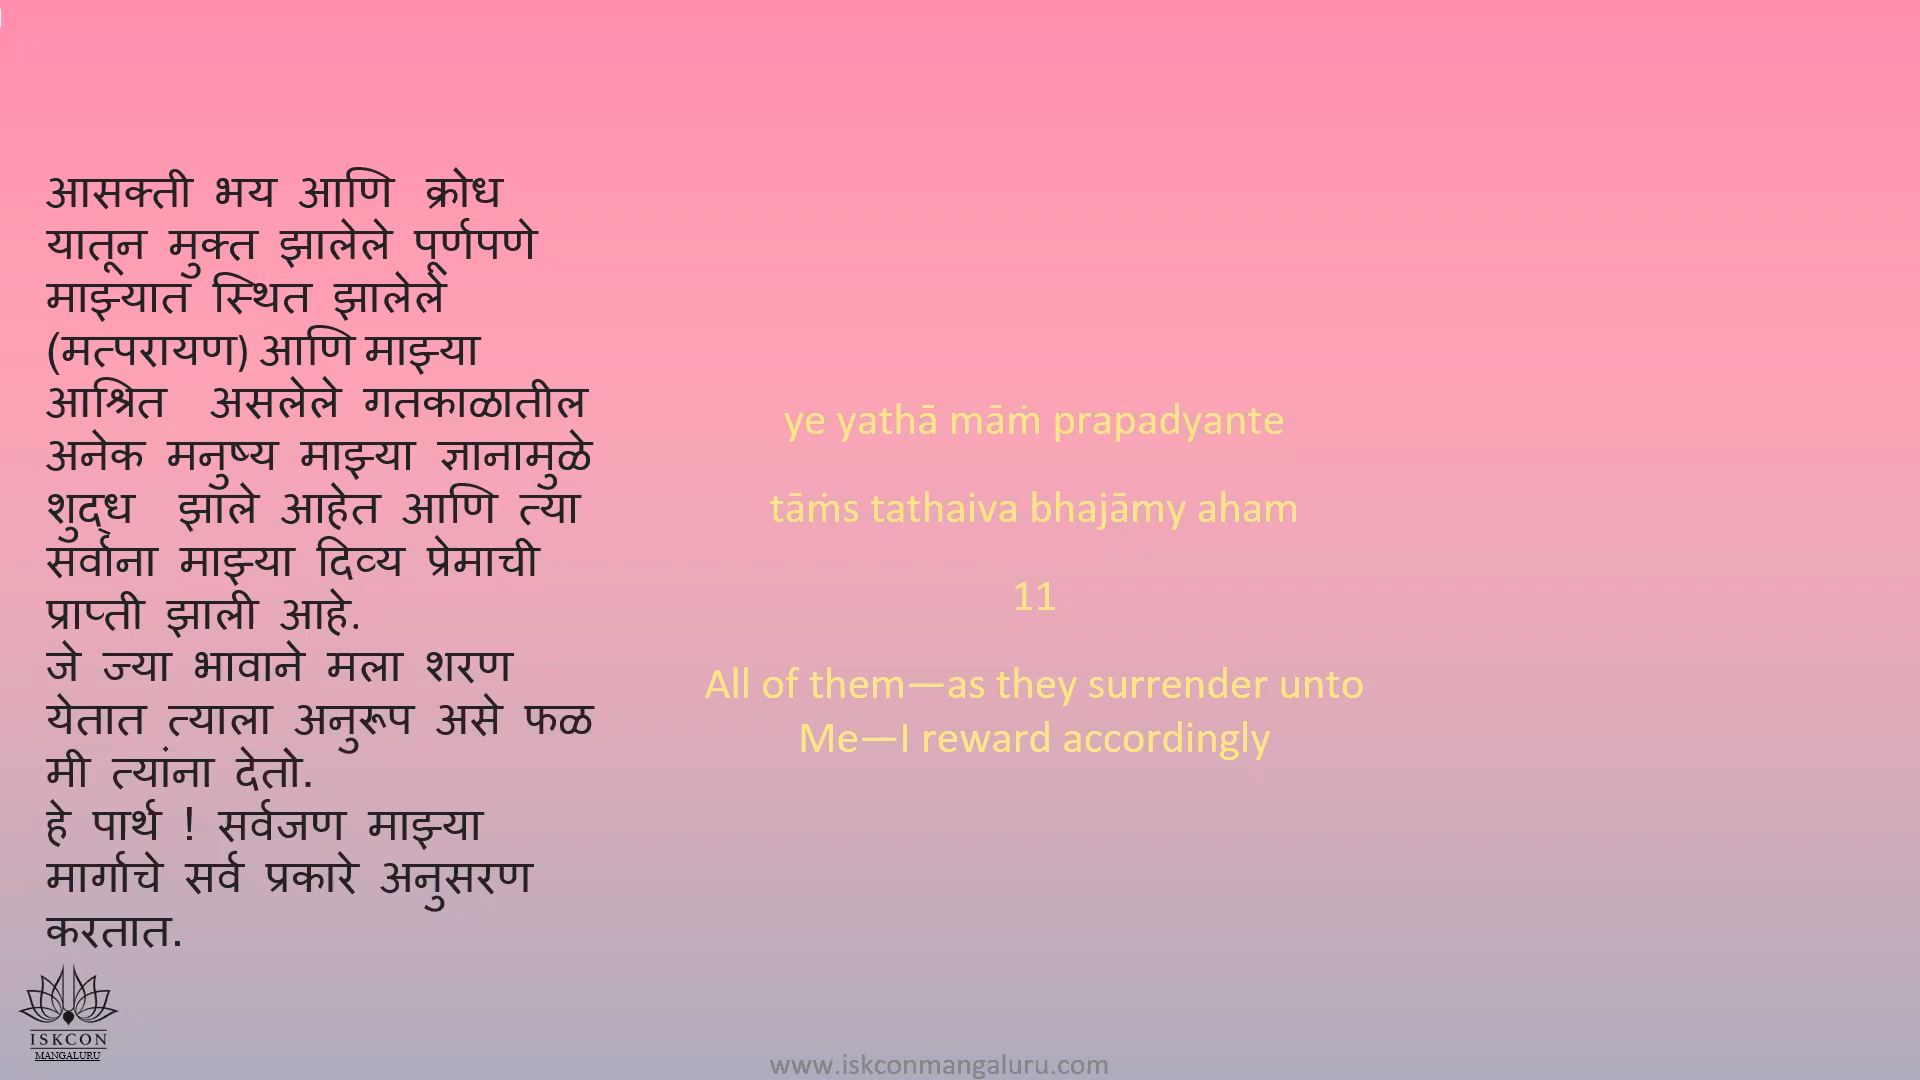 आसक्ती भय आणि क्रोध
यातून मुक्त झालेले पूर्णपणे
माझ्यात स्थित झालेले
(मत्परायण) आणि माझ्या
आश्रित असलेले गतकाळातील
अनेक मनुष्य माझ्या ज्ञानामुळे
शुद्ध झाले आहेत आणि त्या
सर्वाना माझ्या दिव्य प्रेमाची
प्राप्ती झाली आहे.
जे ज्या भावाने मला शरण
येतात त्याला अनुरूप असे फळ
मी त्यांना देतो.
हे पार्थ ! सर्वजण माझ्या
मार्गाचे सर्व प्रकारे अनुसरण
करतात.
ye yathā māṁ prapadyante
tāṁs tathaiva bhajāmy aham
11
All of them—as they surrender unto
Me—I reward accordingly
ISKCON
MANGALURU
www.iskconmangaluru.com